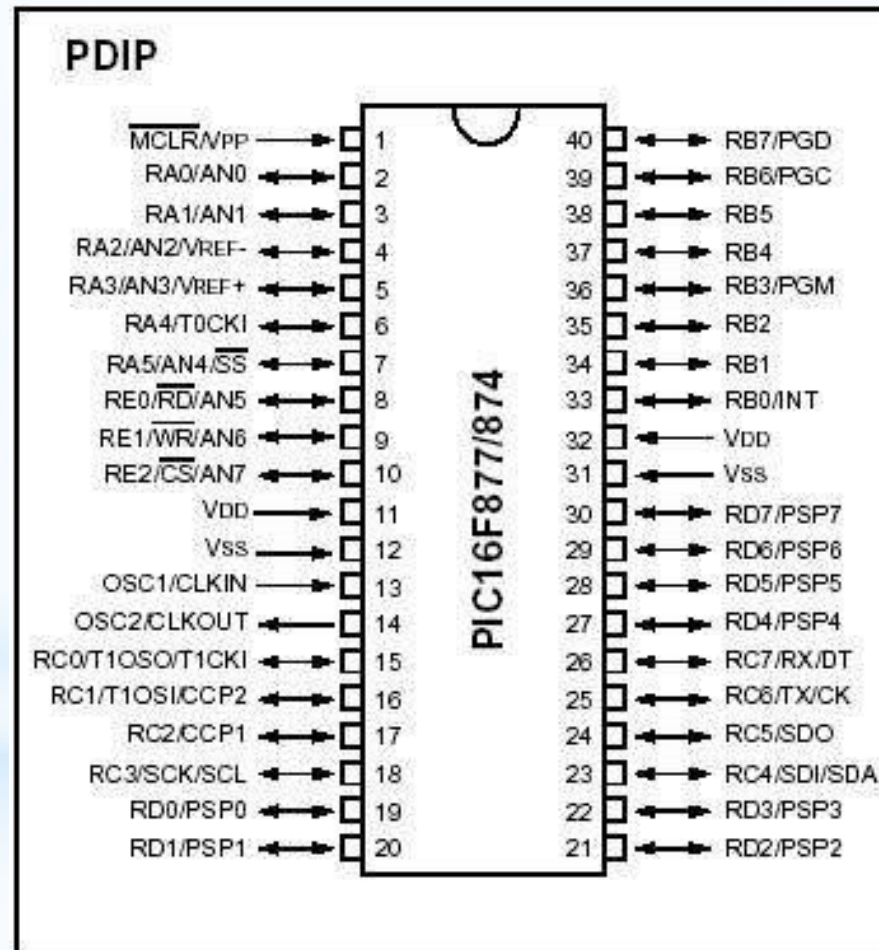 PDIP
MCLR/VPP 1 40 RB7/PGD
RA0/AN0 2 39 RB6/PGC
RA1/AN1 3 38 RB5
RA2/AN2/VREF- 4 37 RB4
RA3/AN3/VREF+ 5 36 RB3/PGM
RA4/T0CKI 6 35 RB2
RA5/AN4/SS 7 34 RB1
RE0/RD/AN5 8 33 RB0/INT
RE1/WR/AN6 9 32 VDD
RE2/CS/AN7 10 31 VSS
VDD 11 30 RD7/PSP7
VSS 12 29 RD6/PSP6
OSC1/CLKIN 13 28 RD5/PSP5
OSC2/CLKOUT 14 27 RD4/PSP4
RC0/T1OSO/T1CKI 15 26 RC7/RX/DT
RC1/T1OSI/CCP2 16 25 RC6/TX/CK
RC2/CCP1 17 24 RC5/SDO
RC3/SCK/SCL 18 23 RC4/SDI/SDA
RD0/PSP0 19 22 RD3/PSP3
RD1/PSP1 20 21 RD2/PSP2
PIC16F877/874